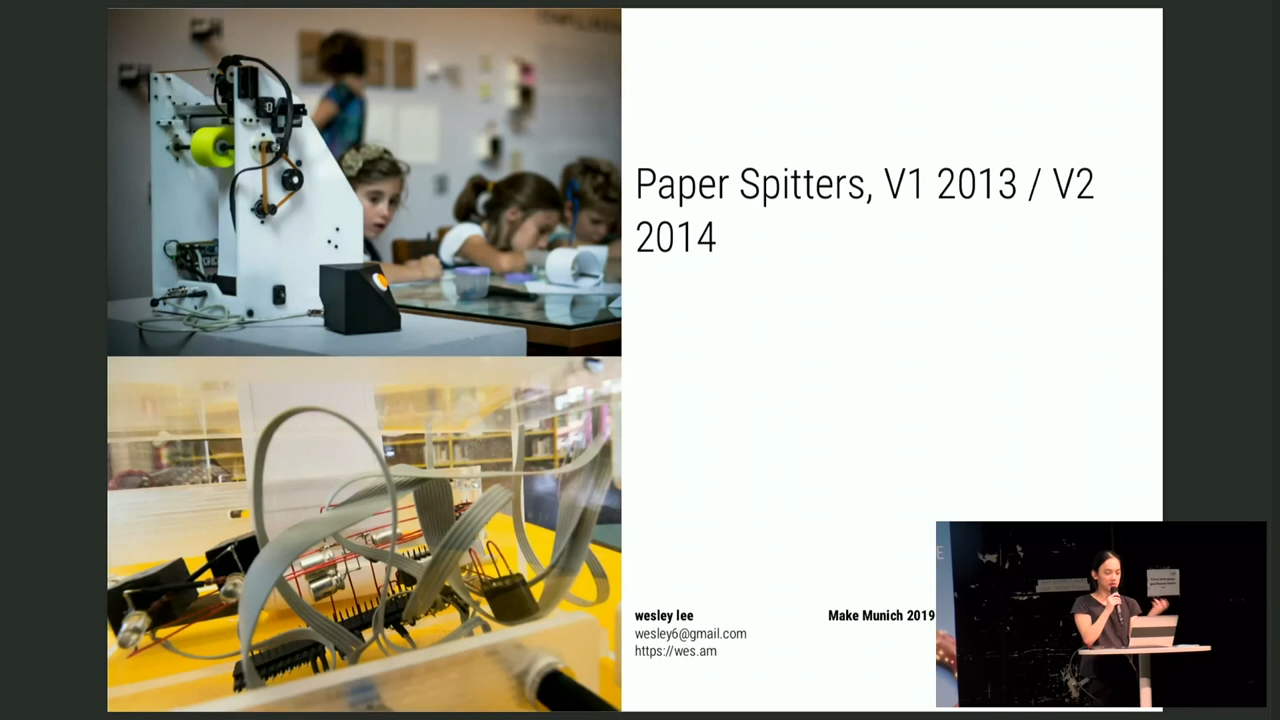 Paper Spitters, V1 2013 / V2
2014
wesley lee
Make Munich 2019
wesley6@gmail.com
https://wes.am
E